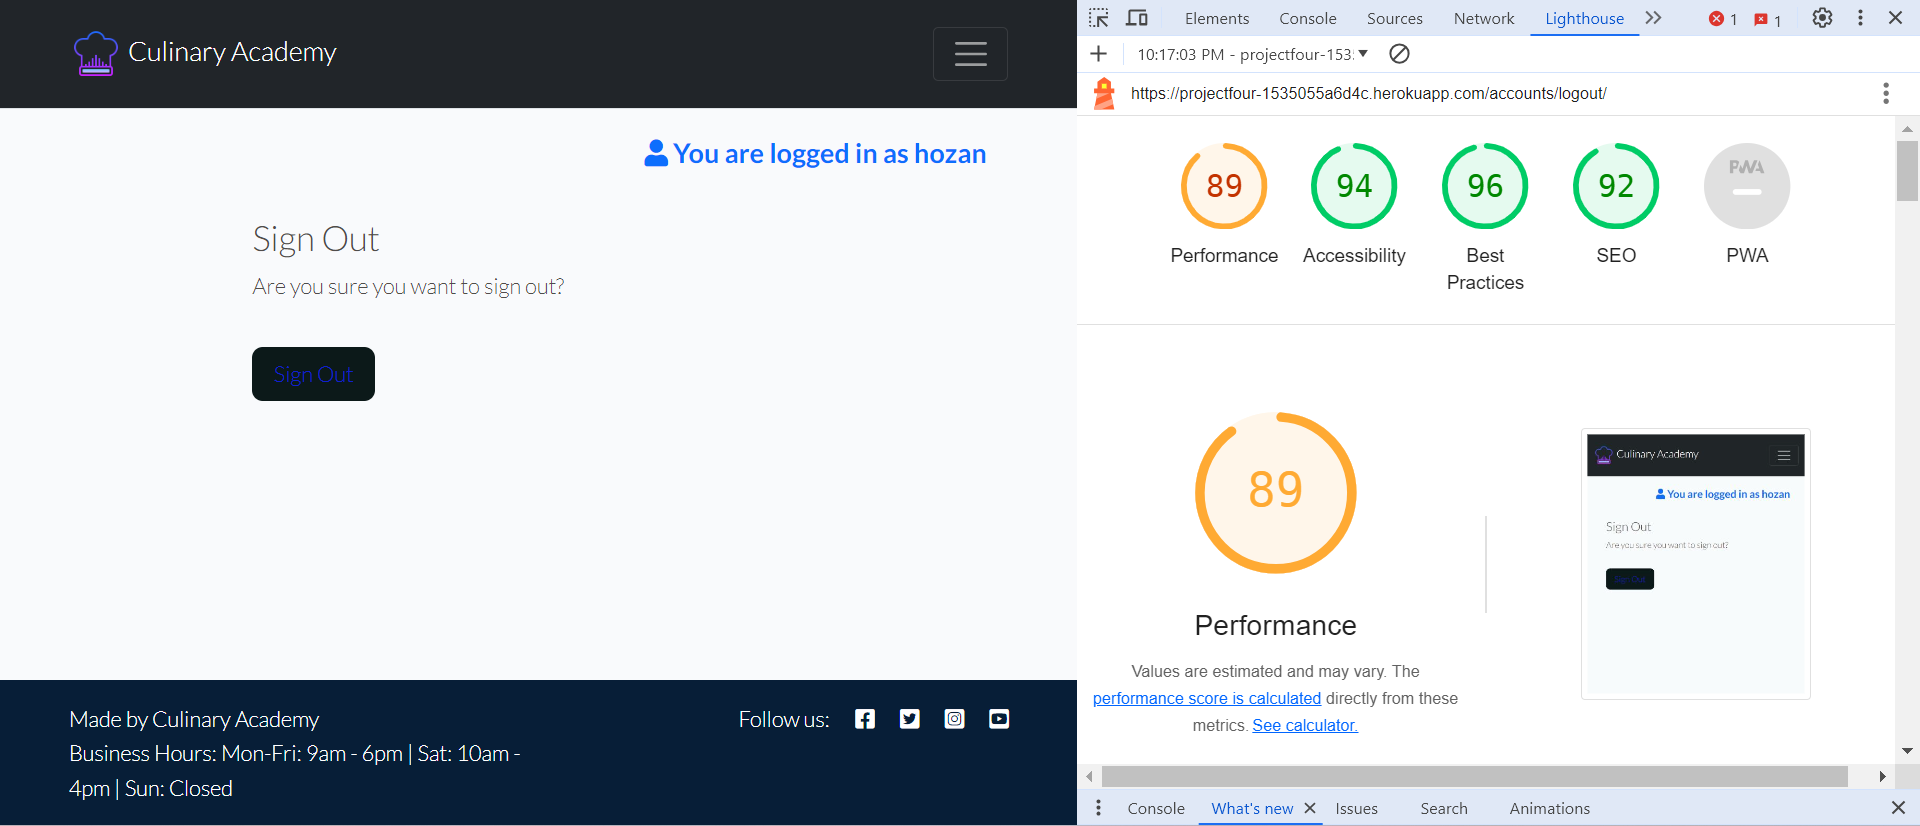 Culinary Academy
You are logged in as hozan
Sign Out
Are you sure you want to sign out?
Sign Out
Made by Culinary Academy
Business Hours: Mon-Fri: 9am - 6pm | Sat: 10am -
4pm | Sun: Closed
Follow us:
Elements Console Sources Network Lighthouse 1 1
10:17:03 PM - projectfour-153
https://projectfour-1535055a6d4c.herokuapp.com/accounts/logout/
89 94 96 92 PWA
Performance Accessibility Best SEO PWA
Practices
89
Performance
Values are estimated and may vary. The
performance score is calculated directly from these
metrics. See calculator.
Culinary Academy
You are logged in as hozan
Sign Out
Are you sure you want to sign out?
Sign Out
Console What's new Issues Search Animations